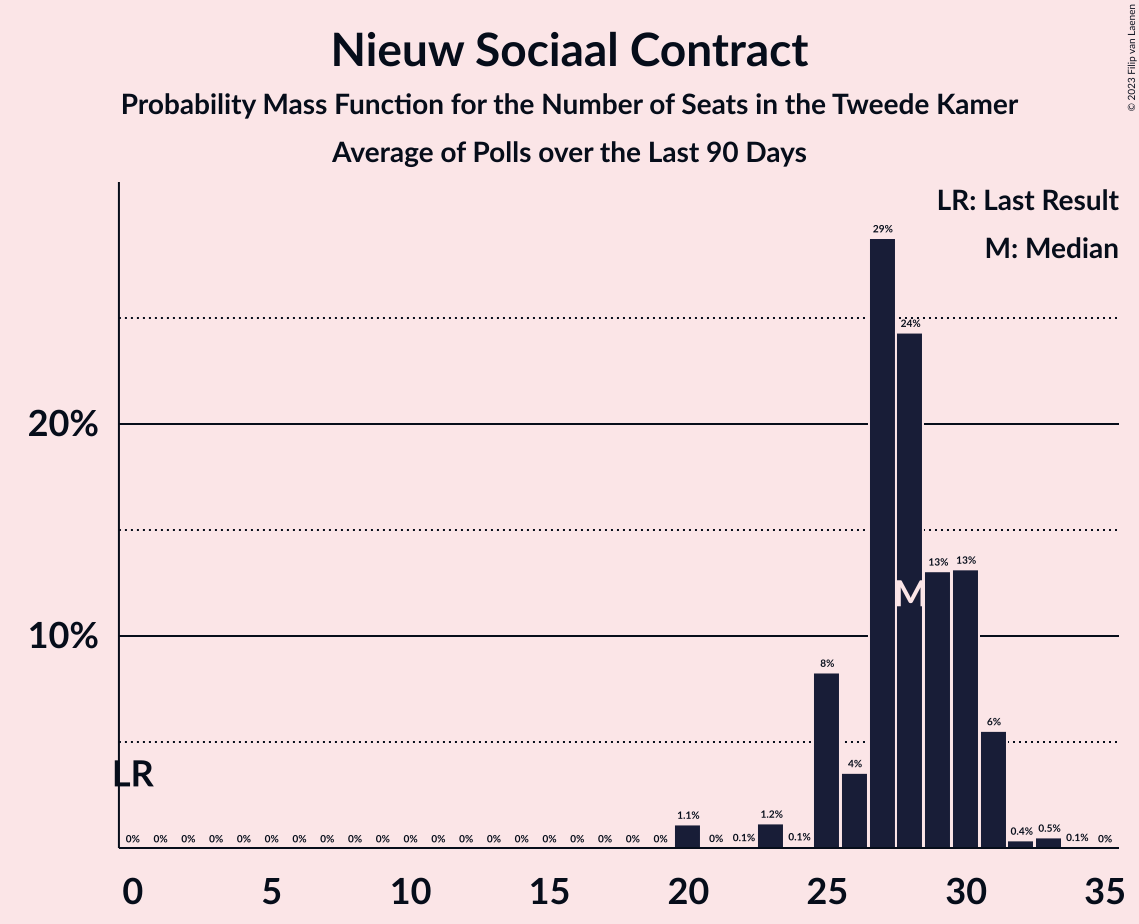 © 2023 Filip van Laenen
Nieuw Sociaal Contract
Probability Mass Function for the Number of Seats in the Tweede Kamer
Average of Polls over the Last 90 Days
LR: Last Result
M: Median
29%
24%
20%
13% 13%
M
10%
8%
6%
4%
LR
0% 0% 0% 0% 0% 0% 0% 0% 0% 0% 0% 0% 0% 0% 0% 0% 0% 0% 0% 0% 1.1% 0% 0.1% 1.2% 0.1% 0.4% 0.5% 0.1% 0%
0 5 10 15 20 25 30 35